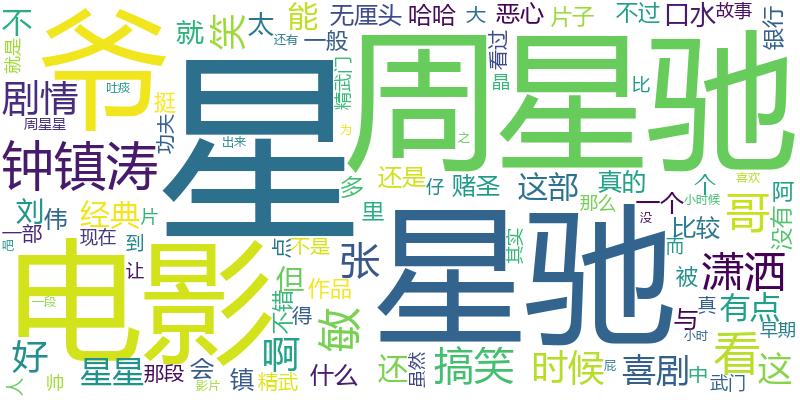 不
爷
就
笑
太
能
无厘头
哈哈
大
恶心
片子
不过
口水
故事
银行
还有
一般
看过
就是
剧情
吐痰
挺
精武门
周星驰
周星星
功夫
星
晶
比
为
之
出来
钟镇涛
多
还是
仔
赌圣
这部
真的
个
喜欢
小时候
啊
没有
刘
伟
经典
片
里
那么
一个
没
哥
一部
现在
到
点
不是
张
星驰
其实
比较
而
昂
让
电影
但
作品
被
潇洒
不错
得
敏
与
真
有点
早期
一段
小时
好
啊
看
这
星星
那段
会
镇
精武
什么
还
虽然
搞笑
时候
屁
喜剧
中
武门
人
帅
影片